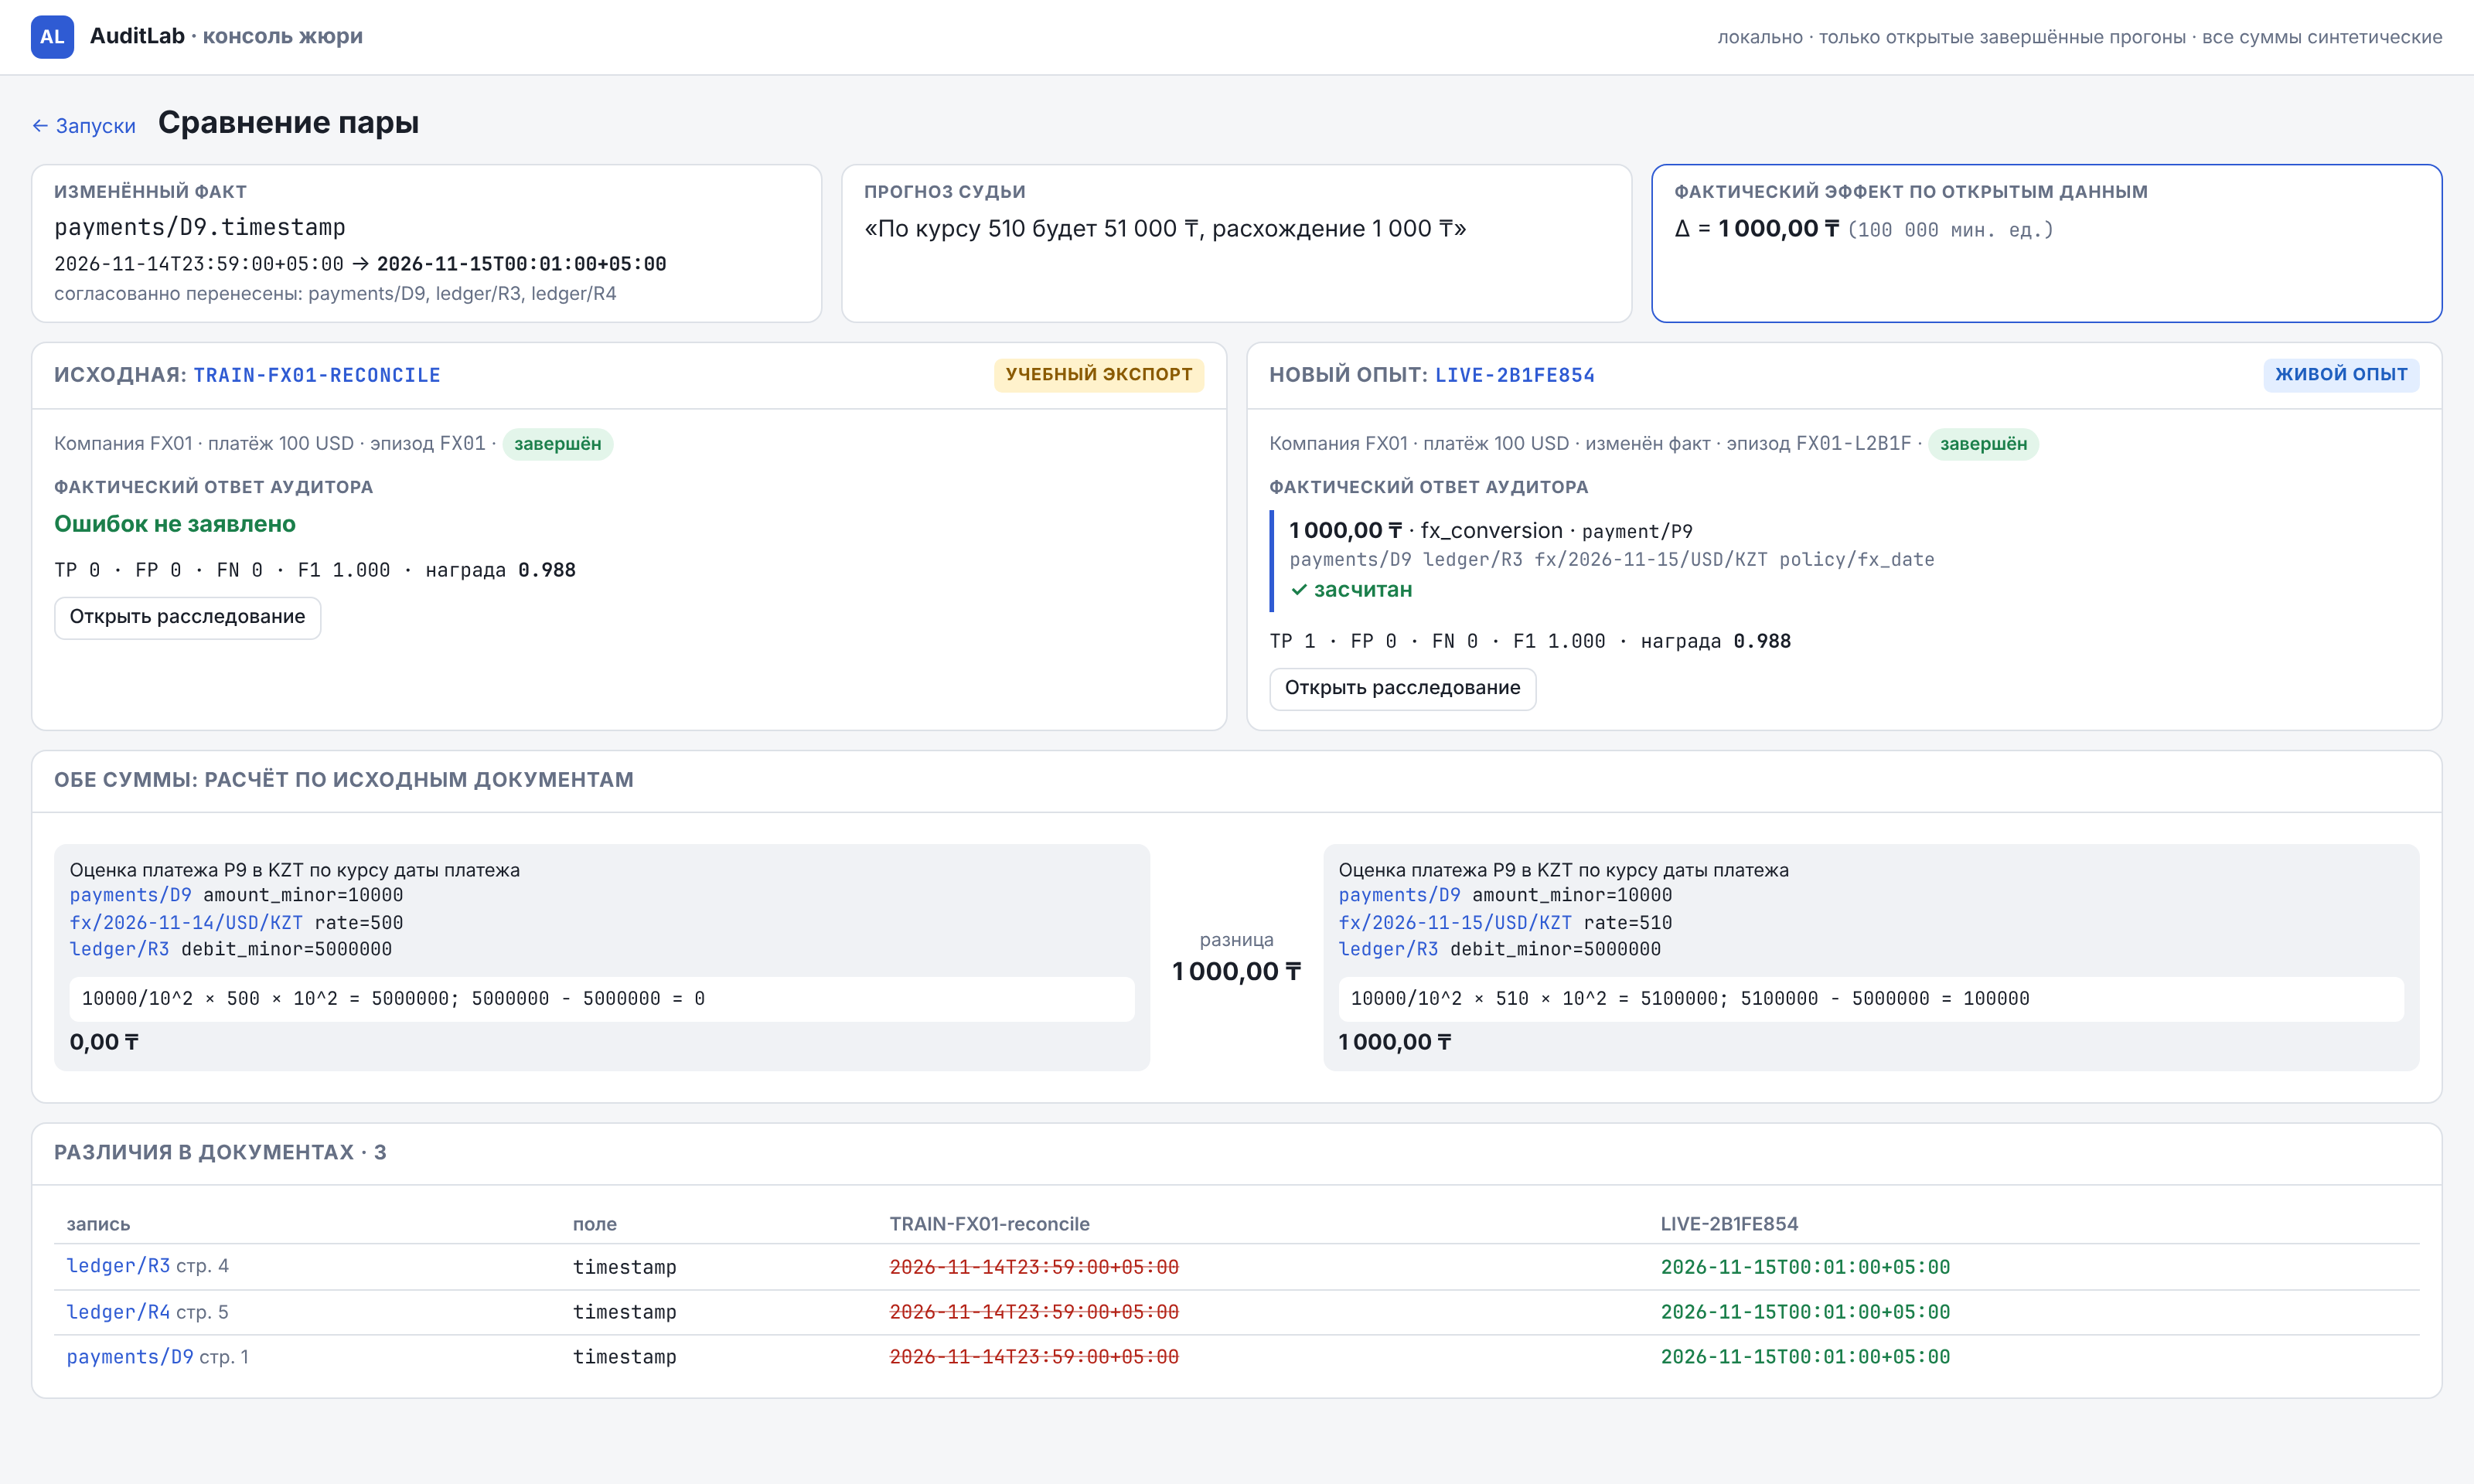 AL AuditLab · консоль жюри
локально · только открытые завершённые прогоны · все суммы синтетические
← Запуски Сравнение пары
ИЗМЕНЁННЫЙ ФАКТ
payments/D9.timestamp
2026-11-14T23:59:00+05:00 → 2026-11-15T00:01:00+05:00
согласованно перенесены: payments/D9, ledger/R3, ledger/R4
ПРОГНОЗ СУДЬИ
«По курсу 510 будет 51 000 ₸, расхождение 1 000 ₸»
ФАКТИЧЕСКИЙ ЭФФЕКТ ПО ОТКРЫТЫМ ДАННЫМ
Δ = 1 000,00 ₸ (100 000 мин. ед.)
ИСХОДНАЯ: TRAIN-FX01-RECONCILE УЧЕБНЫЙ ЭКСПОРТ
Компания FX01 · платёж 100 USD · эпизод FX01 · завершён
ФАКТИЧЕСКИЙ ОТВЕТ АУДИТОРА
Ошибок не заявлено
TP 0 · FP 0 · FN 0 · F1 1.000 · награда 0.988
Открыть расследование
НОВЫЙ ОПЫТ: LIVE-2B1FE854 ЖИВОЙ ОПЫТ
Компания FX01 · платёж 100 USD · изменён факт · эпизод FX01-L2B1F · завершён
ФАКТИЧЕСКИЙ ОТВЕТ АУДИТОРА
1 000,00 ₸ · fx_conversion · payment/P9
payments/D9 ledger/R3 fx/2026-11-15/USD/KZT policy/fx_date
✓ засчитан
TP 1 · FP 0 · FN 0 · F1 1.000 · награда 0.988
Открыть расследование
ОБЕ СУММЫ: РАСЧЁТ ПО ИСХОДНЫМ ДОКУМЕНТАМ
Оценка платежа P9 в KZT по курсу даты платежа
payments/D9 amount_minor=10000
fx/2026-11-14/USD/KZT rate=500
ledger/R3 debit_minor=5000000
10000/10^2 × 500 × 10^2 = 5000000; 5000000 - 5000000 = 0
0,00 ₸
разница
1 000,00 ₸
Оценка платежа P9 в KZT по курсу даты платежа
payments/D9 amount_minor=10000
fx/2026-11-15/USD/KZT rate=510
ledger/R3 debit_minor=5000000
10000/10^2 × 510 × 10^2 = 5100000; 5100000 - 5000000 = 100000
1 000,00 ₸
РАЗЛИЧИЯ В ДОКУМЕНТАХ · 3
запись поле TRAIN-FX01-reconcile LIVE-2B1FE854
ledger/R3 стр. 4 timestamp 2026-11-14T23:59:00+05:00 2026-11-15T00:01:00+05:00
ledger/R4 стр. 5 timestamp 2026-11-14T23:59:00+05:00 2026-11-15T00:01:00+05:00
payments/D9 стр. 1 timestamp 2026-11-14T23:59:00+05:00 2026-11-15T00:01:00+05:00